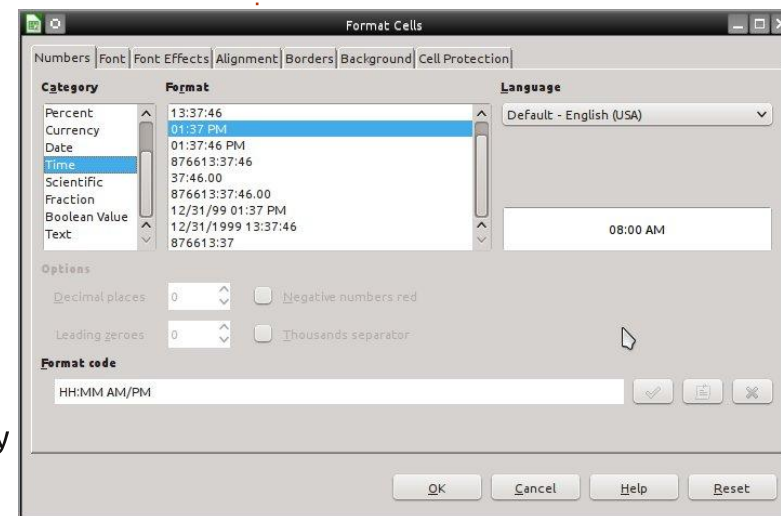 Format Cells
Numbers Font Font Effects Alignment Borders Background Cell Protection
Category Format Language
Percent
Currency
Date
Time
Scientific
Fraction
Boolean Value
Text
13:37:46
01:37 PM
01:37:46 PM
876613:37:46
37:46.00
876613:37:46.00
12/31/99 01:37 PM
12/31/1999 13:37:46
876613:37
Default - English (USA)
08:00 AM
Options
Decimal places 0 Negative numbers red
Leading zeroes 0 Thousands separator
Format code
HH:MM AM/PM
y
OK Cancel Help Reset